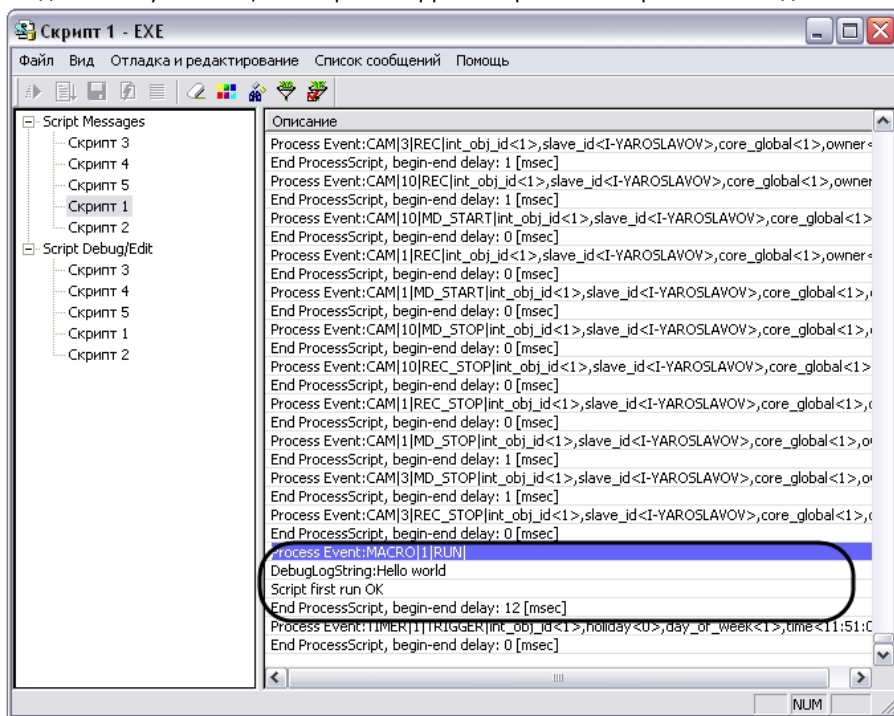 Скрипт 1 - EXE
Файл Вид Отладка и редактирование Список сообщений Помощь
Script Messages
Скрипт 3
Скрипт 4
Скрипт 5
Скрипт 1
Скрипт 2
Script Debug/Edit
Скрипт 3
Скрипт 4
Скрипт 5
Скрипт 1
Скрипт 2
Описание
Process Event:CAM|3|REC|int_obj_id<1>,slave_id<I-YAROSLAVOV>,core_global<1>,owner<
End ProcessScript, begin-end delay: 1 [msec]
Process Event:CAM|10|REC|int_obj_id<1>,slave_id<I-YAROSLAVOV>,core_global<1>,owner
End ProcessScript, begin-end delay: 1 [msec]
Process Event:CAM|10|MD_START|int_obj_id<1>,slave_id<I-YAROSLAVOV>,core_global<1>
End ProcessScript, begin-end delay: 0 [msec]
Process Event:CAM|1|REC|int_obj_id<1>,slave_id<I-YAROSLAVOV>,core_global<1>,owner<
End ProcessScript, begin-end delay: 0 [msec]
Process Event:CAM|1|MD_START|int_obj_id<1>,slave_id<I-YAROSLAVOV>,core_global<1>,
End ProcessScript, begin-end delay: 0 [msec]
Process Event:CAM|10|MD_STOP|int_obj_id<1>,slave_id<I-YAROSLAVOV>,core_global<1>,
End ProcessScript, begin-end delay: 0 [msec]
Process Event:CAM|10|REC_STOP|int_obj_id<1>,slave_id<I-YAROSLAVOV>,core_global<1>
End ProcessScript, begin-end delay: 0 [msec]
Process Event:CAM|1|REC_STOP|int_obj_id<1>,slave_id<I-YAROSLAVOV>,core_global<1>,
End ProcessScript, begin-end delay: 0 [msec]
Process Event:CAM|1|MD_STOP|int_obj_id<1>,slave_id<I-YAROSLAVOV>,core_global<1>,o
End ProcessScript, begin-end delay: 1 [msec]
Process Event:CAM|3|MD_STOP|int_obj_id<1>,slave_id<I-YAROSLAVOV>,core_global<1>,o
End ProcessScript, begin-end delay: 1 [msec]
Process Event:CAM|3|REC_STOP|int_obj_id<1>,slave_id<I-YAROSLAVOV>,core_global<1>,
End ProcessScript, begin-end delay: 0 [msec]
Process Event:MACRO|1|RUN|
DebugLogString:Hello world
Script first run OK
End ProcessScript, begin-end delay: 12 [msec]
Process Event:TIMER|1|TRIGGER|int_obj_id<1>,holiday<0>,day_of_week<1>,time<11:51:0
End ProcessScript, begin-end delay: 0 [msec]
NUM